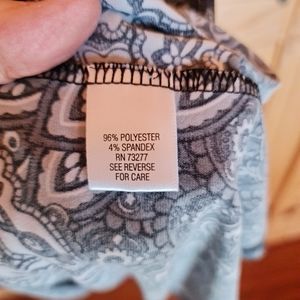 96% POLYESTER
4% SPANDEX
RN 73277
SEE REVERSE
FOR CARE